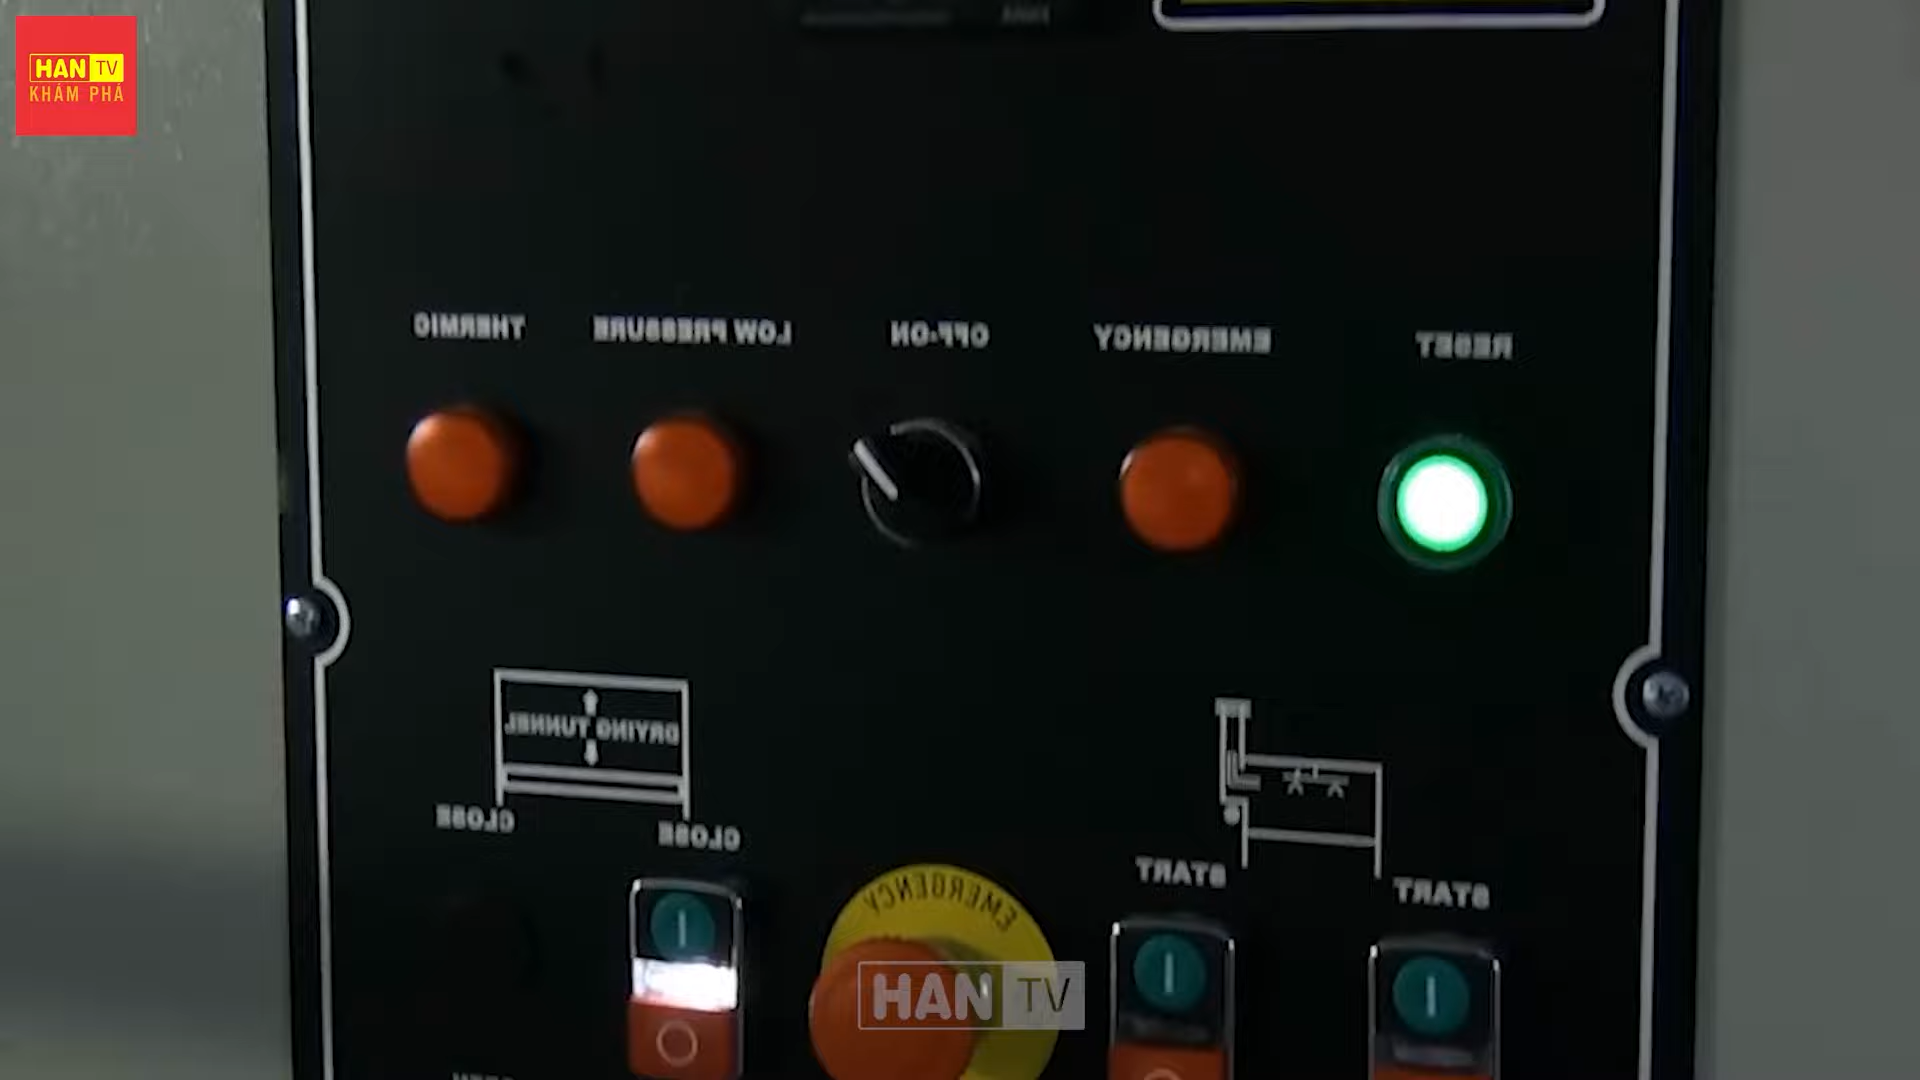 HAN TV
KHÁM PHÁ
THERMIC
LOW PRESSURE
OFF-ON
EMERGENCY
RESET
DRYING TUNNEL
CLOSE
CLOSE
START
START
EMERGENCY
HAN TV